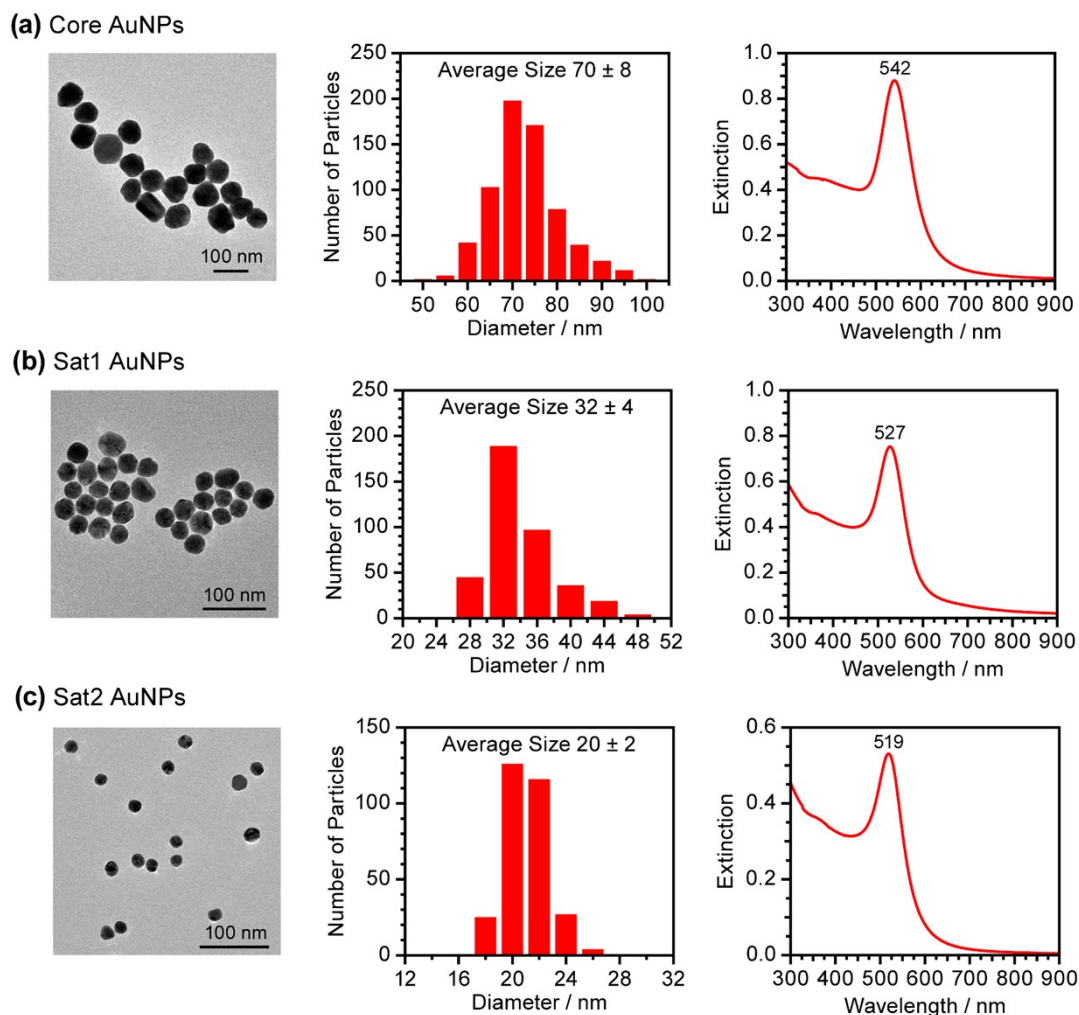 (a) Core AuNPs
100 nm
Average Size 70 ± 8
Number of Particles
250
200
150
100
50
0
50 60 70 80 90 100
Diameter / nm
542
Extinction
1.0
0.8
0.6
0.4
0.2
0.0
300 400 500 600 700 800 900
Wavelength / nm
(b) Sat1 AuNPs
100 nm
Average Size 32 ± 4
Number of Particles
250
200
150
100
50
0
20 24 28 32 36 40 44 48 52
Diameter / nm
527
Extinction
1.0
0.8
0.6
0.4
0.2
0.0
300 400 500 600 700 800 900
Wavelength / nm
(c) Sat2 AuNPs
100 nm
Average Size 20 ± 2
Number of Particles
150
100
50
0
12 16 20 24 28 32
Diameter / nm
519
Extinction
0.6
0.4
0.2
0.0
300 400 500 600 700 800 900
Wavelength / nm